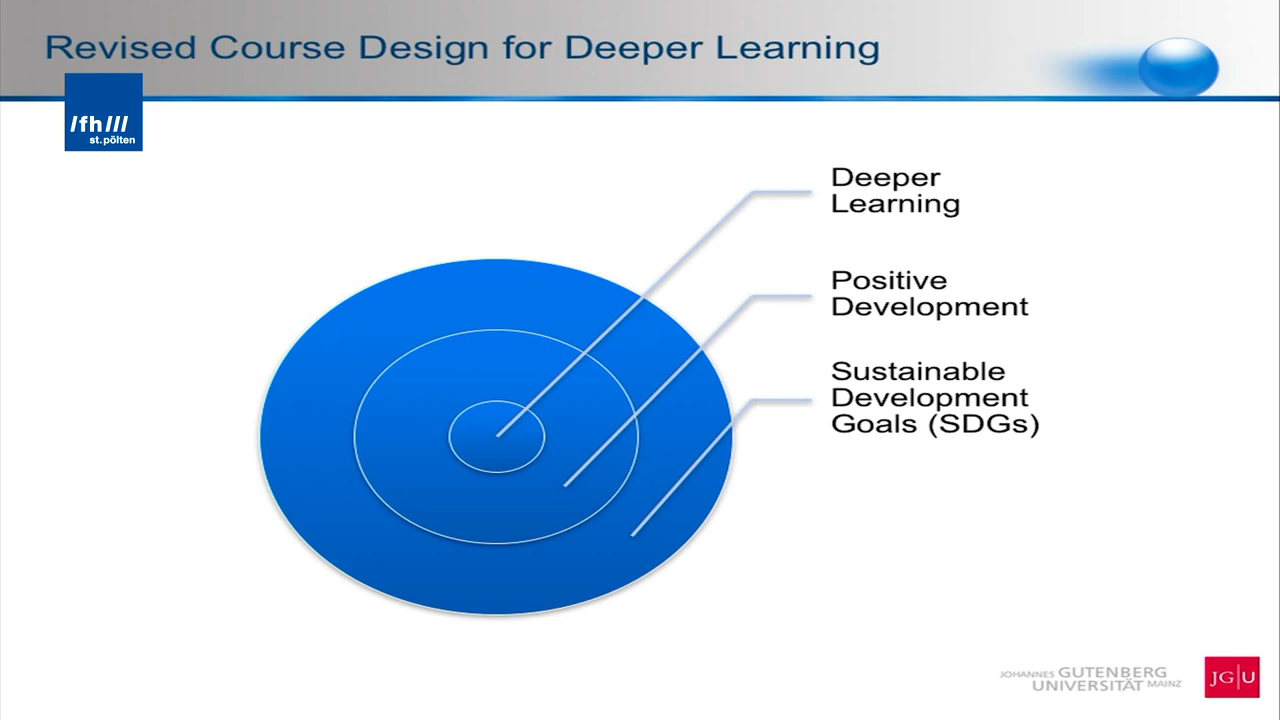 Revised Course Design for Deeper Learning
/fh///
st.pölten
Deeper
Learning
Positive
Development
Sustainable
Development
Goals (SDGs)
JOHANNES GUTENBERG
UNIVERSITÄT MAINZ
JG|U